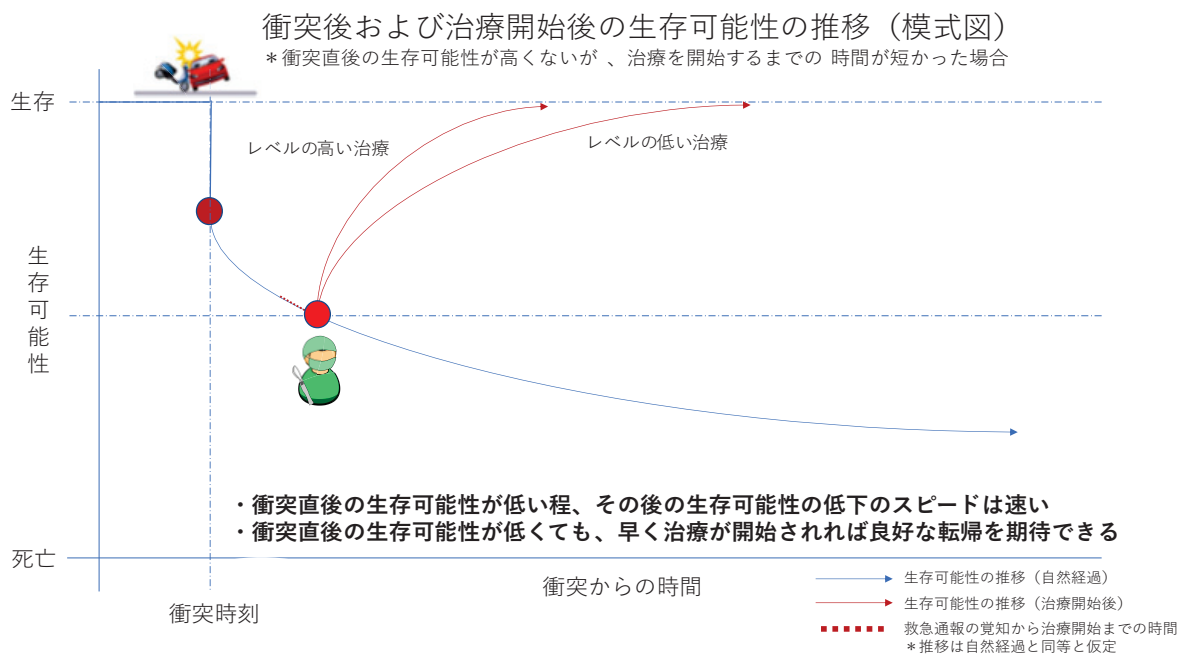 衝突後および治療開始後の生存可能性の推移（模式図）
＊衝突直後の生存可能性が高くないが 、治療を開始するまでの 時間が短かった場合
生存
レベルの高い治療
レベルの低い治療
生存可能性
・衝突直後の生存可能性が低い程、その後の生存可能性の低下のスピードは速い
・衝突直後の生存可能性が低くても、早く治療が開始されれば良好な転帰を期待できる
死亡
衝突からの時間
衝突時刻
生存可能性の推移（自然経過）
生存可能性の推移（治療開始後）
救急通報の覚知から治療開始までの時間
＊推移は自然経過と同等と仮定